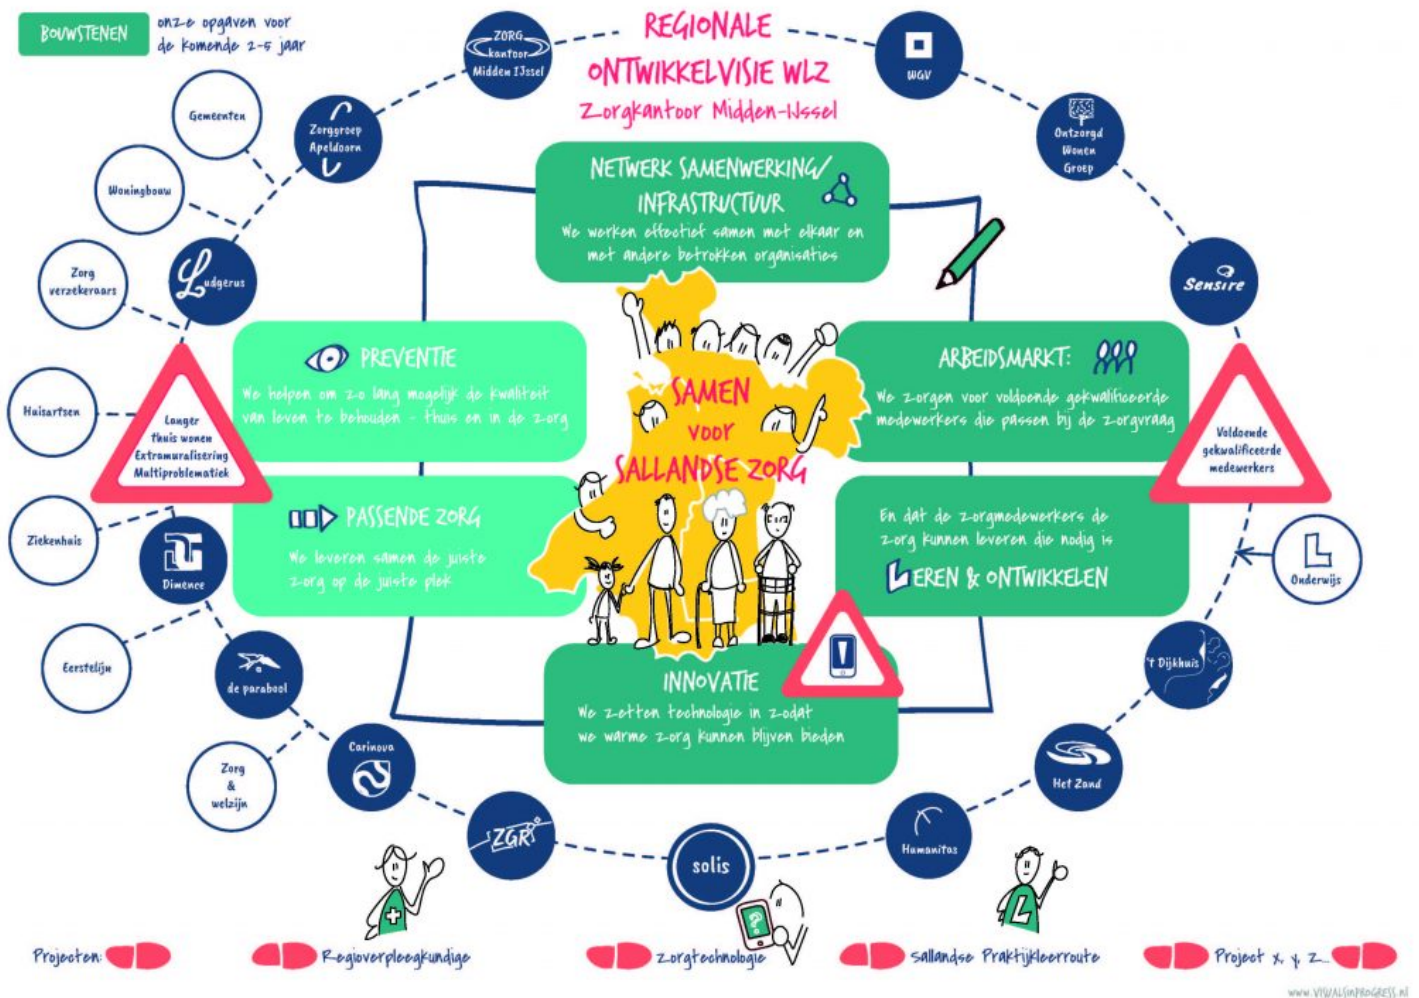 BOUWSTENEN
onze opgaven voor
de komende 2-5 jaar
REGIONALE
ONTWIKKELVISIE WLZ
Zorgkantoor Midden-IJssel
ZORG
kantoor
Midden IJssel
WGV
Zorggroep
Apeldoorn
Ontzorgd
Wonen
Groep
Gemeenten
Woningbouw
Zorg
verzekeraars
Huisartsen
Ziekenhuis
Eerstelijn
Zorg
&
welzijn
Ludgerus
Sensire
NETWERK SAMENWERKING/
INFRASTRUCTUUR
We werken effectief samen met elkaar en
met andere betrokken organisaties
PREVENTIE
We helpen om zo lang mogelijk de kwaliteit
van leven te behouden - thuis en in de zorg
ARBEIDSMARKT:
We zorgen voor voldoende gekwalificeerde
medewerkers die passen bij de zorgvraag
SAMEN
voor
SALLANDSE ZORG
Langer
thuis wonen
Extramuralisering
Multiproblematiek
Voldoende
gekwalificeerde
medewerkers
PASSENDE ZORG
We leveren samen de juiste
zorg op de juiste plek
En dat de zorgmedewerkers de
zorg kunnen leveren die nodig is
LEREN & ONTWIKKELEN
Dimence
Onderwijs
de parabool
't Dijkhuis
INNOVATIE
We zetten technologie in zodat
we warme zorg kunnen blijven bieden
Carinova
Het Zand
ZGR
solis
Humanitas
Projecten:
Regioverpleegkundige
zorgtechnologie
Sallandse Praktijkleerroute
Project x, y, z...
www.VISUALSINPROGRESS.nl